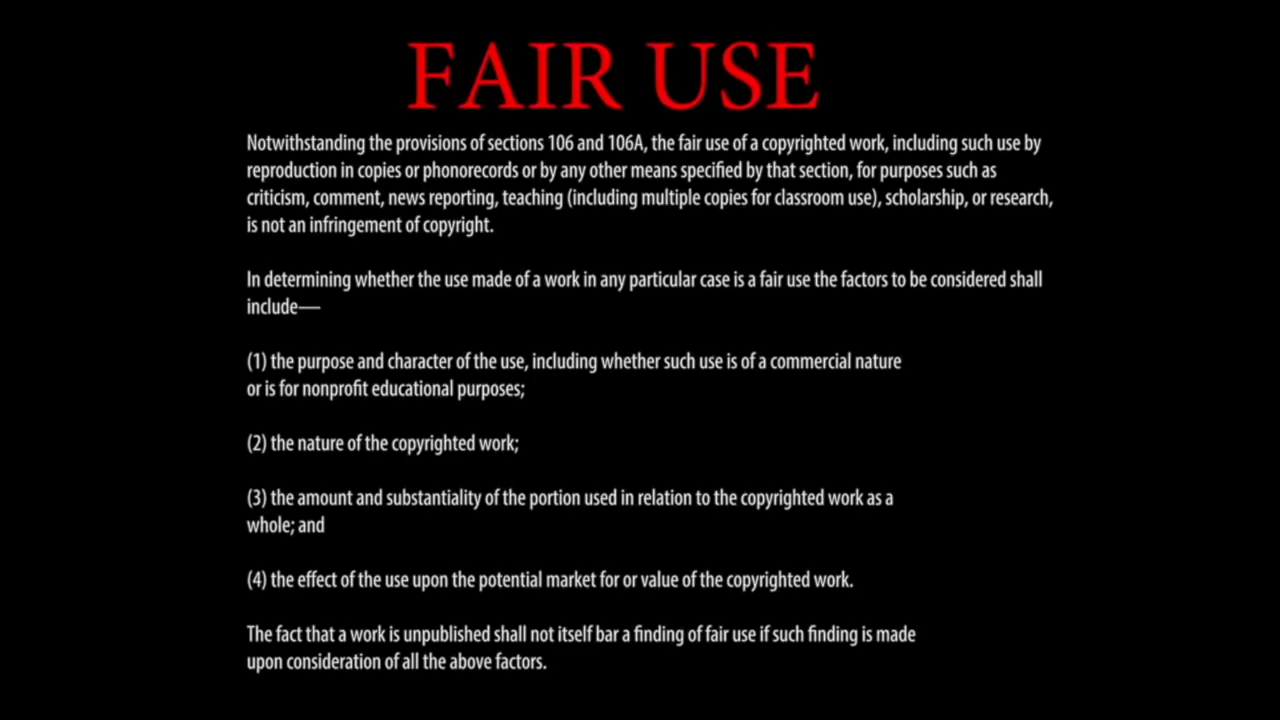 FAIR USE
Notwithstanding the provisions of sections 106 and 106A, the fair use of a copyrighted work, including such use by
reproduction in copies or phonorecords or by any other means specified by that section, for purposes such as
criticism, comment, news reporting, teaching (including multiple copies for classroom use), scholarship, or research,
is not an infringement of copyright.
In determining whether the use made of a work in any particular case is a fair use the factors to be considered shall
include—
(1) the purpose and character of the use, including whether such use is of a commercial nature
or is for nonprofit educational purposes;
(2) the nature of the copyrighted work;
(3) the amount and substantiality of the portion used in relation to the copyrighted work as a
whole; and
(4) the effect of the use upon the potential market for or value of the copyrighted work.
The fact that a work is unpublished shall not itself bar a finding of fair use if such finding is made
upon consideration of all the above factors.